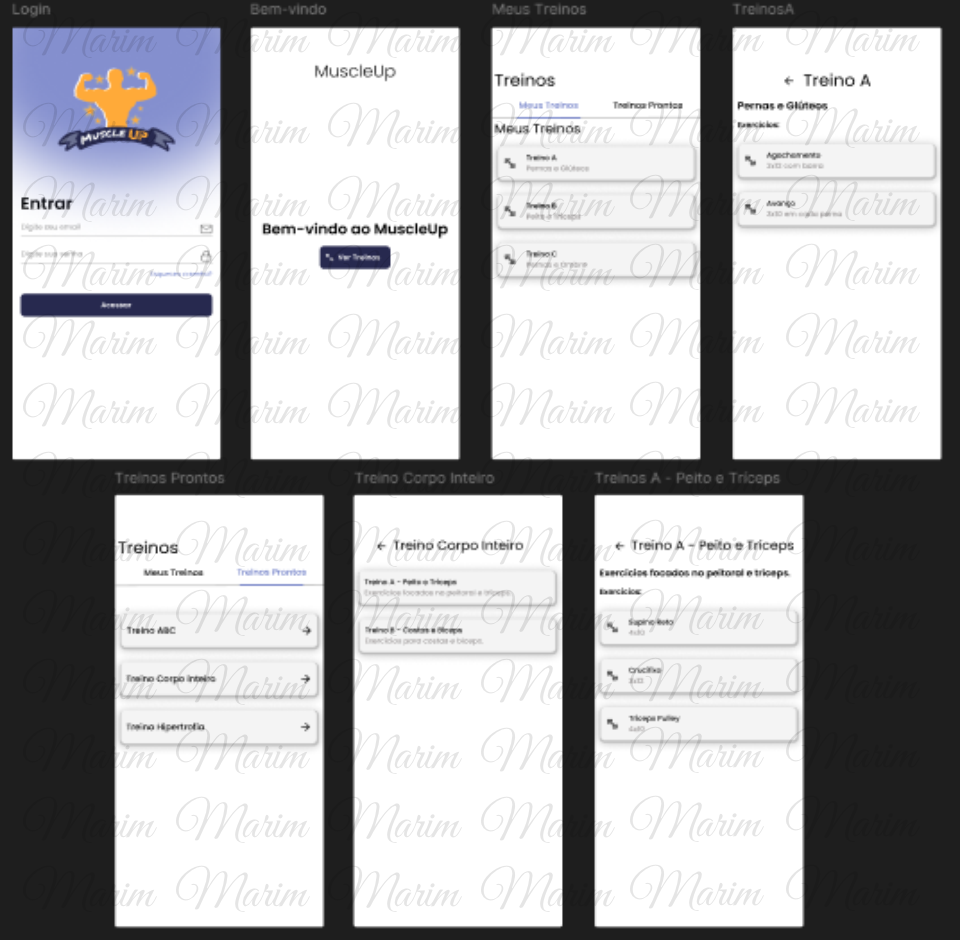 Login
MUSCLE UP
Entrar
Digite seu email
Digite sua senha
Esqueceu a senha?
Acessar
Bem-vindo
MuscleUp
Bem-vindo ao MuscleUp
Ver Treinos
Meus Treinos
Treinos
Meus Treinos Treinos Prontos
Meus Treinos
Treino A
Pernas e Glúteos
Treino B
Peito e Tríceps
Treino C
Pernas e Ombro
TreinosA
← Treino A
Pernas e Glúteos
Exercícios:
Agachamento
3x12 com barra
Avanço
3x10 em cada perna
Treinos Prontos
Treinos
Meus Treinos Treinos Prontos
Treino ABC →
Treino Corpo Inteiro →
Treino Hipertrofia →
Treino Corpo Inteiro
← Treino Corpo Inteiro
Treino A - Peito e Tríceps
Exercícios focados no peitoral e tríceps.
Treino B - Costas e Bíceps
Exercícios para costas e bíceps.
Treinos A - Peito e Tríceps
← Treino A - Peito e Tríceps
Exercícios focados no peitoral e tríceps.
Exercícios:
Supino Reto
4x10
Crucifixo
3x12
Tríceps Pulley
4x10
Marim